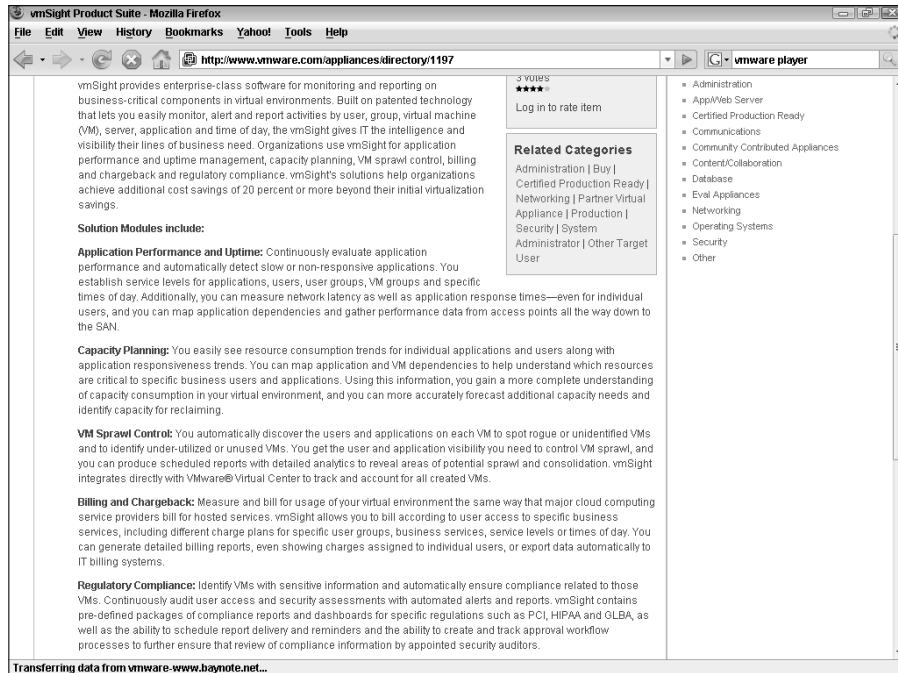 vmSight Product Suite - Mozilla Firefox
File Edit View History Bookmarks Yahoo! Tools Help
http://www.vmware.com/appliances/directory/1197
G vmware player
vmSight provides enterprise-class software for monitoring and reporting on
business-critical components in virtual environments. Built on patented technology
that lets you easily monitor, alert and report activities by user, group, virtual machine
(VM), server, application and time of day, the vmSight gives IT the intelligence and
visibility their lines of business need. Organizations use vmSight for application
performance and uptime management, capacity planning, VM sprawl control, billing
and chargeback and regulatory compliance. vmSight's solutions help organizations
achieve additional cost savings of 20 percent or more beyond their initial virtualization
savings.
Solution Modules include:
Application Performance and Uptime: Continuously evaluate application
performance and automatically detect slow or non-responsive applications. You
establish service levels for applications, users, user groups, VM groups and specific
times of day. Additionally, you can measure network latency as well as application response times—even for individual
users, and you can map application dependencies and gather performance data from access points all the way down to
the SAN.
Capacity Planning: You easily see resource consumption trends for individual applications and users along with
application responsiveness trends. You can map application and VM dependencies to help understand which resources
are critical to specific business users and applications. Using this information, you gain a more complete understanding
of capacity consumption in your virtual environment, and you can more accurately forecast additional capacity needs and
identify capacity for reclaiming.
VM Sprawl Control: You automatically discover the users and applications on each VM to spot rogue or unidentified VMs
and to identify under-utilized or unused VMs. You get the user and application visibility you need to control VM sprawl, and
you can produce scheduled reports with detailed analytics to reveal areas of potential sprawl and consolidation. vmSight
integrates directly with VMware® Virtual Center to track and account for all created VMs.
Billing and Chargeback: Measure and bill for usage of your virtual environment the same way that major cloud computing
service providers bill for hosted services. vmSight allows you to bill according to user access to specific business
services, including different charge plans for specific user groups, business services, service levels or times of day. You
can generate detailed billing reports, even showing charges assigned to individual users, or export data automatically to
IT billing systems.
Regulatory Compliance: Identify VMs with sensitive information and automatically ensure compliance related to those
VMs. Continuously audit user access and security assessments with automated alerts and reports. vmSight contains
pre-defined packages of compliance reports and dashboards for specific regulations such as PCI, HIPAA and GLBA, as
well as the ability to schedule report delivery and reminders and the ability to create and track approval workflow
processes to further ensure that review of compliance information by appointed security auditors.
3 votes
Log in to rate item
Related Categories
Administration | Buy |
Certified Production Ready |
Networking | Partner Virtual
Appliance | Production |
Security | System
Administrator | Other Target
User
Administration
App/Web Server
Certified Production Ready
Communications
Community Contributed Appliances
Content/Collaboration
Database
Eval Appliances
Networking
Operating Systems
Security
Other
Transferring data from vmware-www.baynote.net...